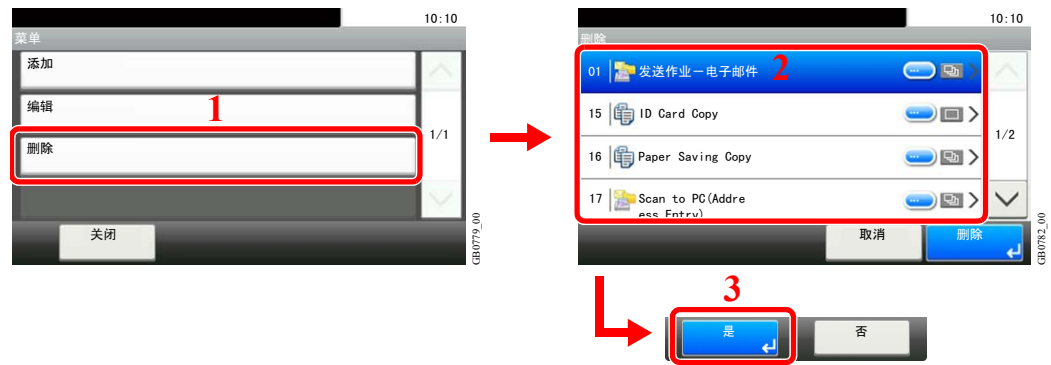 10:10
菜单
添加
编辑
1
1/1
删除
关闭
GB0779_00
10:10
删除
01 发送作业－电子邮件
2
15 ID Card Copy
1/2
16 Paper Saving Copy
17 Scan to PC(Addre
ess Entry)
取消
删除
GB0782_00
3
是
否